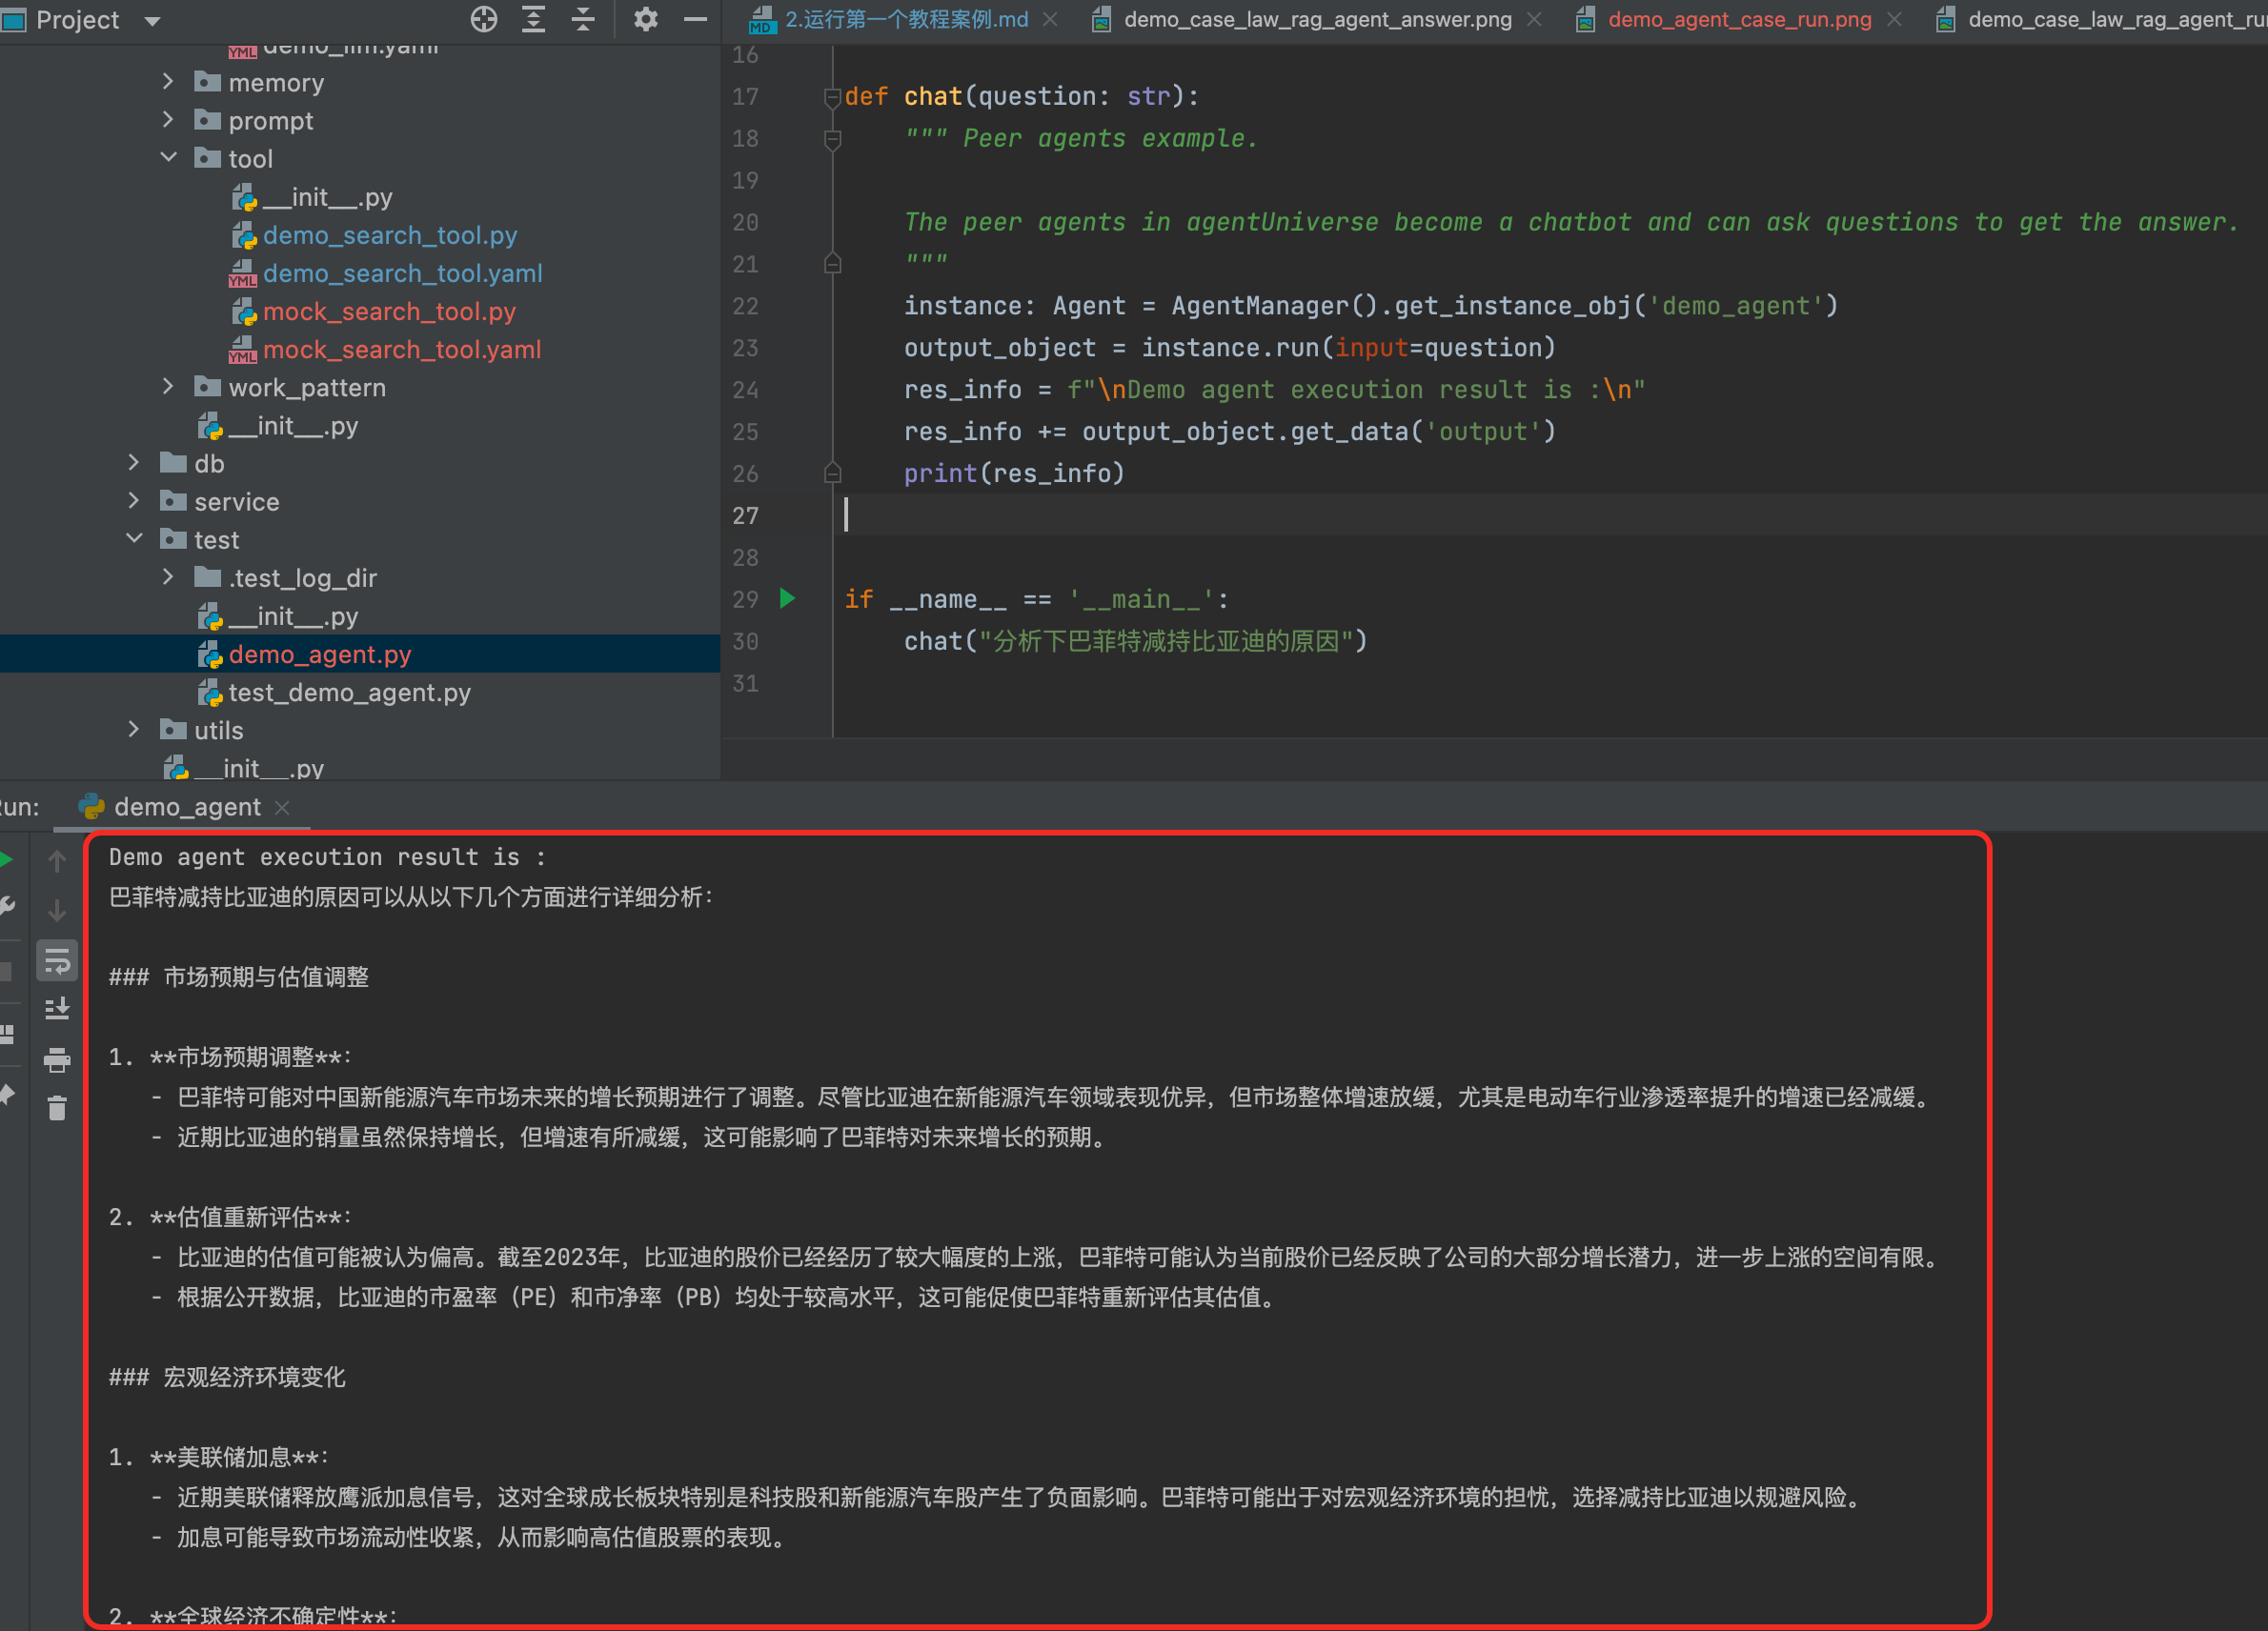 Project
2.运行第一个教程案例.md
demo_case_law_rag_agent_answer.png
demo_agent_case_run.png
demo_case_law_rag_agent_ru
demo_llm.yaml
memory
prompt
tool
__init__.py
demo_search_tool.py
demo_search_tool.yaml
mock_search_tool.py
mock_search_tool.yaml
work_pattern
__init__.py
db
service
test
.test_log_dir
__init__.py
demo_agent.py
test_demo_agent.py
utils
__init__.py
16
17 def chat(question: str):
18 """ Peer agents example.
19
20 The peer agents in agentUniverse become a chatbot and can ask questions to get the answer.
21 """
22 instance: Agent = AgentManager().get_instance_obj('demo_agent')
23 output_object = instance.run(input=question)
24 res_info = f"\nDemo agent execution result is :\n"
25 res_info += output_object.get_data('output')
26 print(res_info)
27
28
29 if __name__ == '__main__':
30 chat("分析下巴菲特减持比亚迪的原因")
31
un:
demo_agent
Demo agent execution result is :
巴菲特减持比亚迪的原因可以从以下几个方面进行详细分析：
### 市场预期与估值调整
1. **市场预期调整**：
- 巴菲特可能对中国新能源汽车市场未来的增长预期进行了调整。尽管比亚迪在新能源汽车领域表现优异，但市场整体增速放缓，尤其是电动车行业渗透率提升的增速已经减缓。
- 近期比亚迪的销量虽然保持增长，但增速有所减缓，这可能影响了巴菲特对未来增长的预期。
2. **估值重新评估**：
- 比亚迪的估值可能被认为偏高。截至2023年，比亚迪的股价已经经历了较大幅度的上涨，巴菲特可能认为当前股价已经反映了公司的大部分增长潜力，进一步上涨的空间有限。
- 根据公开数据，比亚迪的市盈率（PE）和市净率（PB）均处于较高水平，这可能促使巴菲特重新评估其估值。
### 宏观经济环境变化
1. **美联储加息**：
- 近期美联储释放鹰派加息信号，这对全球成长板块特别是科技股和新能源汽车股产生了负面影响。巴菲特可能出于对宏观经济环境的担忧，选择减持比亚迪以规避风险。
- 加息可能导致市场流动性收紧，从而影响高估值股票的表现。
2. **全球经济不确定性**：